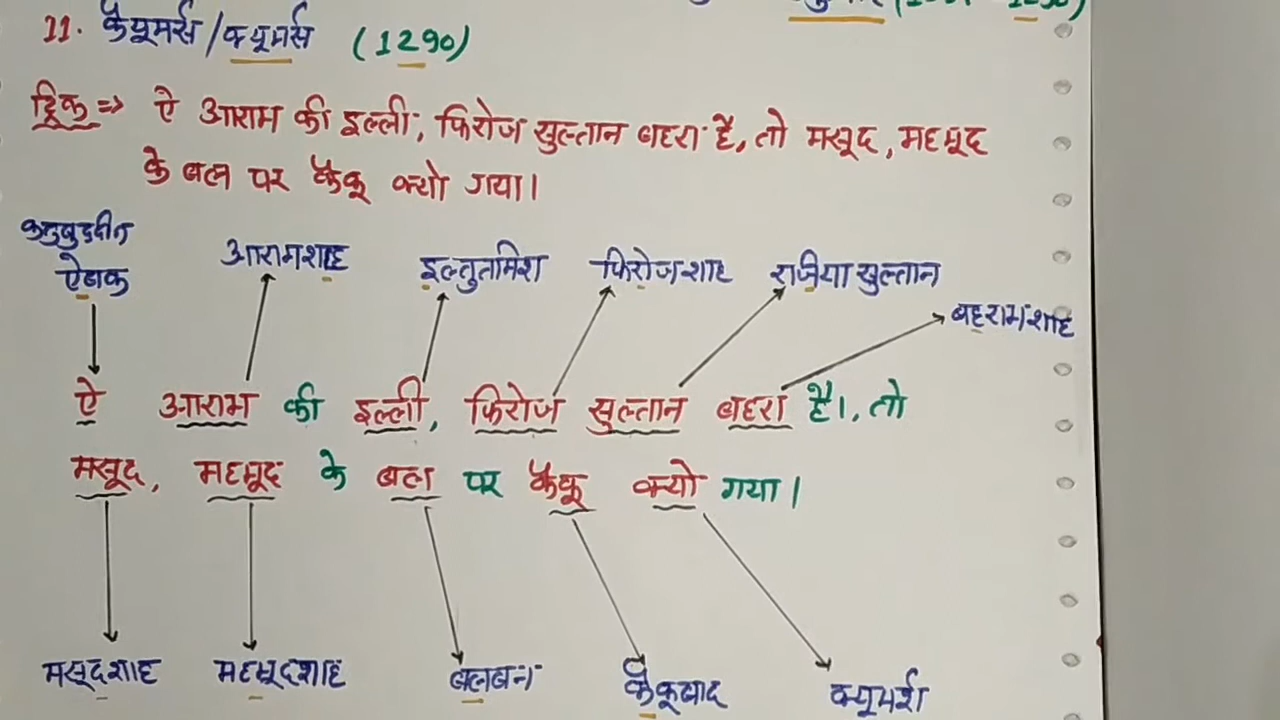 11. कैयूमर्स/क्यूमर्स (1290)
ट्रिक => ऐ आराम की इल्ली, फिरोज सुल्तान बहरा है, तो मसूद, महमूद
के बल पर कैकू क्यो गया।
कुतुबुद्दीन
ऐबक
आरामशाह
इल्तुतमिश
फिरोजशाह
रजिया सुल्तान
बहरामशाह
ऐ आराम की इल्ली, फिरोज सुल्तान बहरा है।, तो
मसूद, महमूद के बल पर कैकू क्यो गया।
मसूदशाह
महमूदशाह
बलबन
कैकूबाद
क्यूमर्श